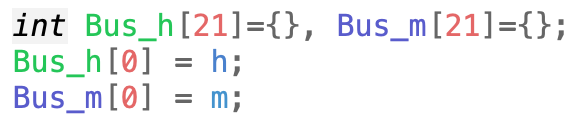 int Bus_h[21]={}, Bus_m[21]={};
Bus_h[0] = h;
Bus_m[0] = m;